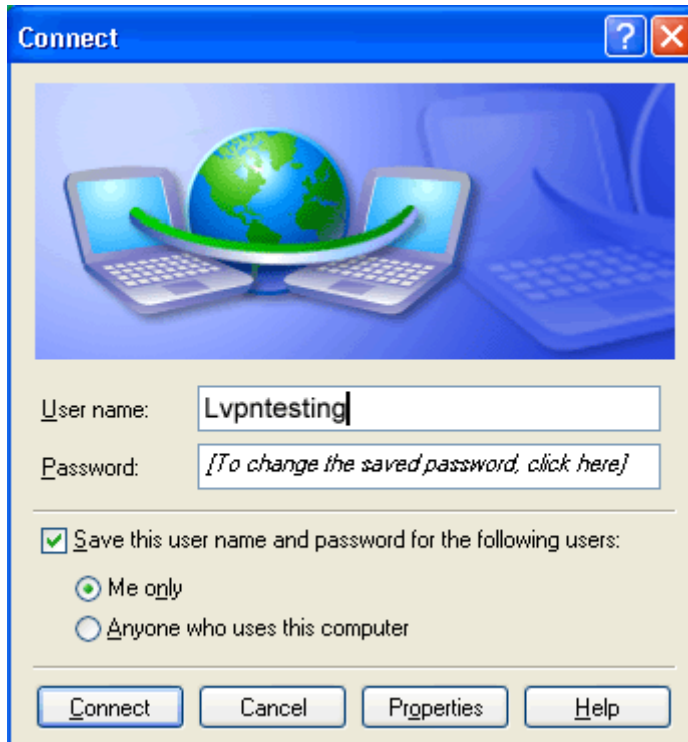 Connect
User name: Lvpntesting
Password: [To change the saved password, click here]
Save this user name and password for the following users:
Me only
Anyone who uses this computer
Connect Cancel Properties Help